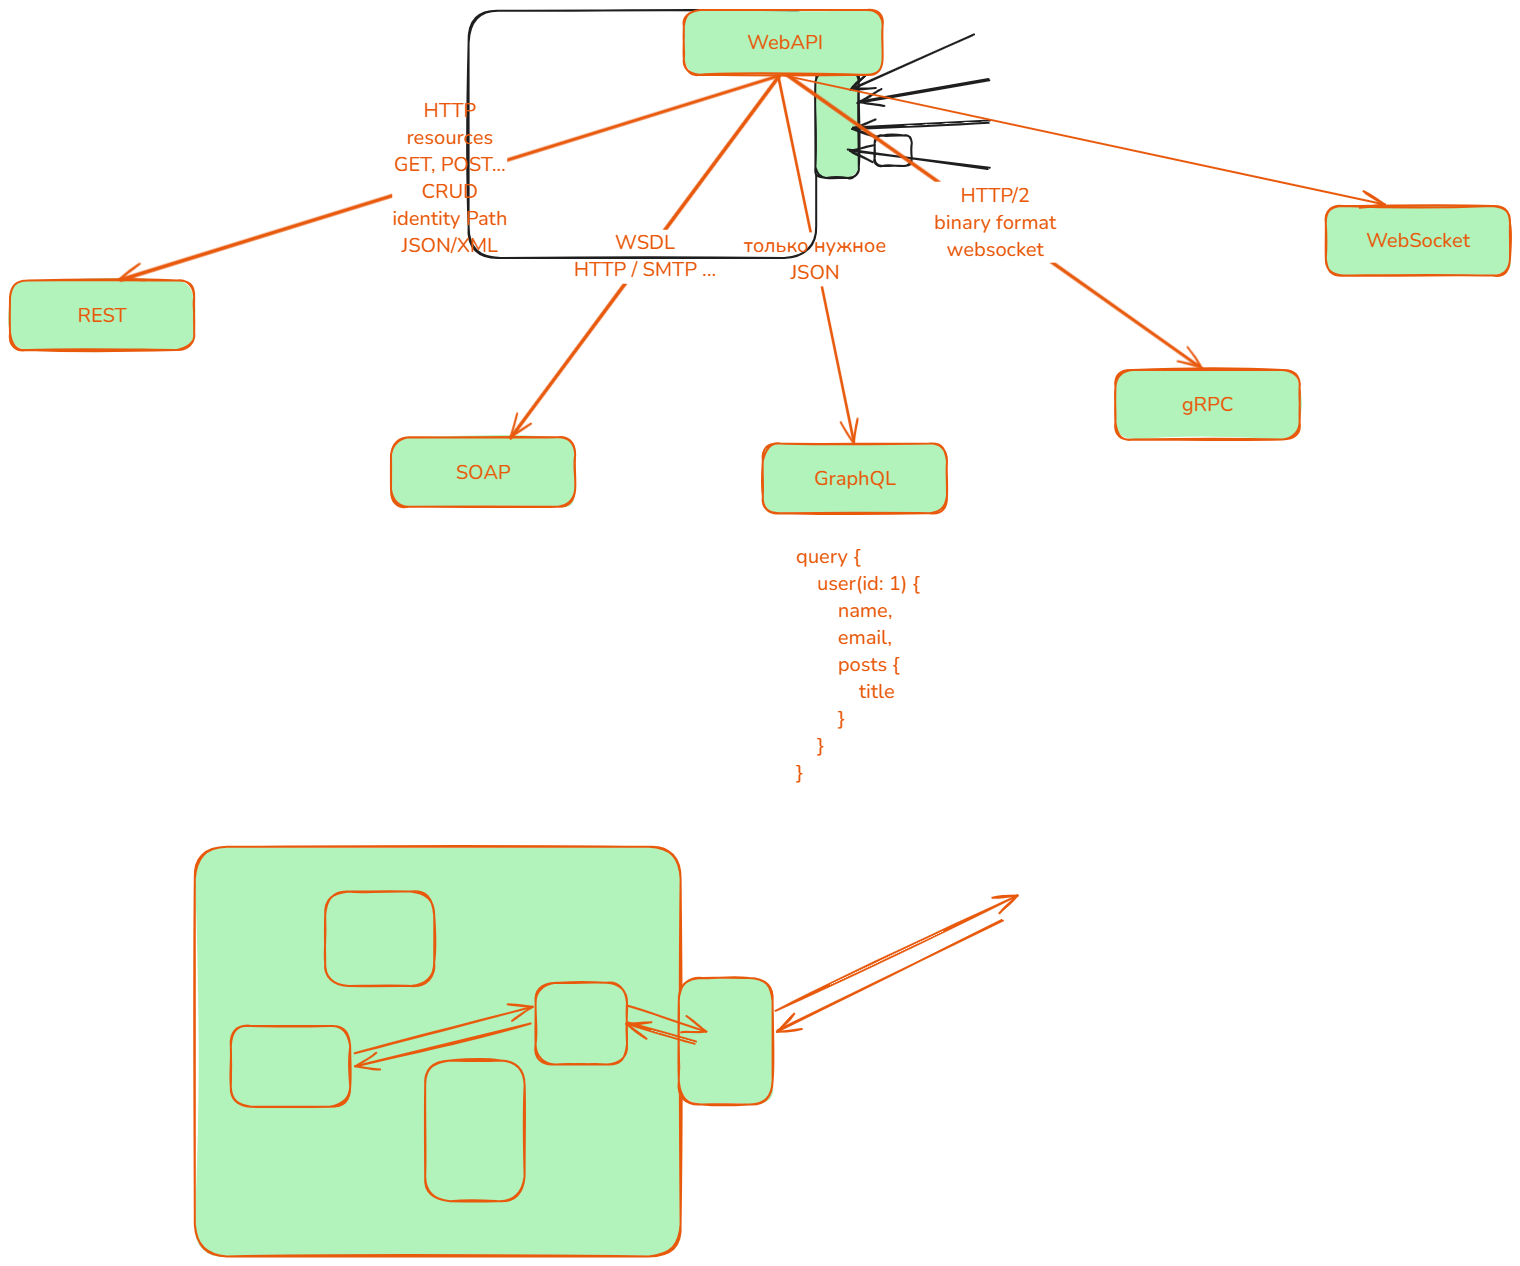 WebAPI
HTTP
resources
GET, POST...
CRUD
identity Path
JSON/XML
WSDL
HTTP / SMTP ...
только нужное
JSON
HTTP/2
binary format
websocket
WebSocket
REST
gRPC
SOAP
GraphQL
query {
user(id: 1) {
name,
email,
posts {
title
}
}
}